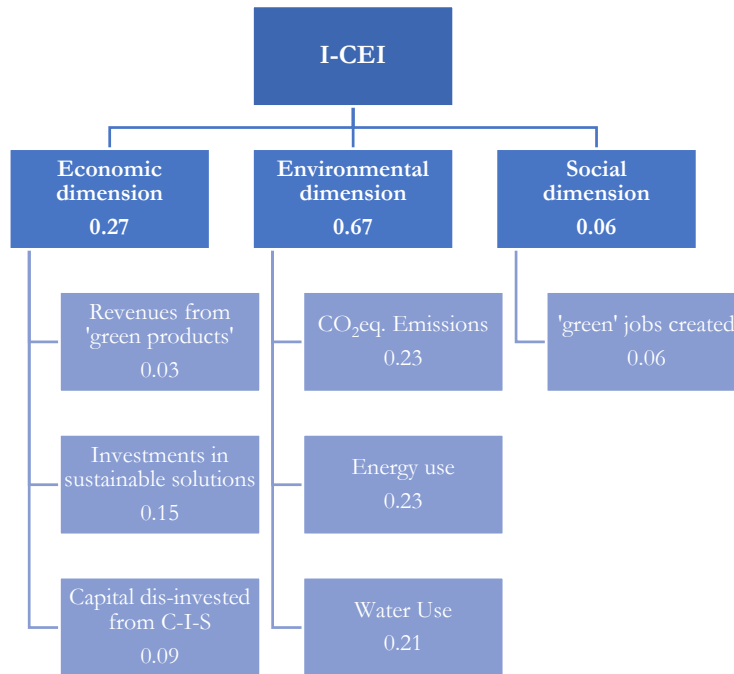 I-CEI
Economic
dimension
0.27
Environmental
dimension
0.67
Social
dimension
0.06
Revenues from
'green products'
0.03
Investments in
sustainable solutions
0.15
Capital dis-invested
from C-I-S
0.09
CO₂eq. Emissions
0.23
Energy use
0.23
Water Use
0.21
'green' jobs created
0.06